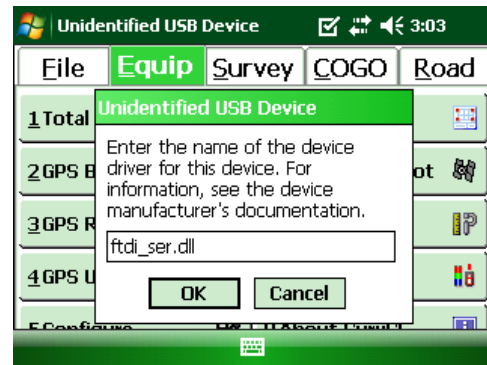 Unidentified USB Device 3:03
File Equip Survey COGO Road
Unidentified USB Device
1 Total
Enter the name of the device
driver for this device. For
information, see the device
manufacturer's documentation.
2 GPS B
ot
3 GPS R
ftdi_ser.dll
4 GPS U
OK Cancel